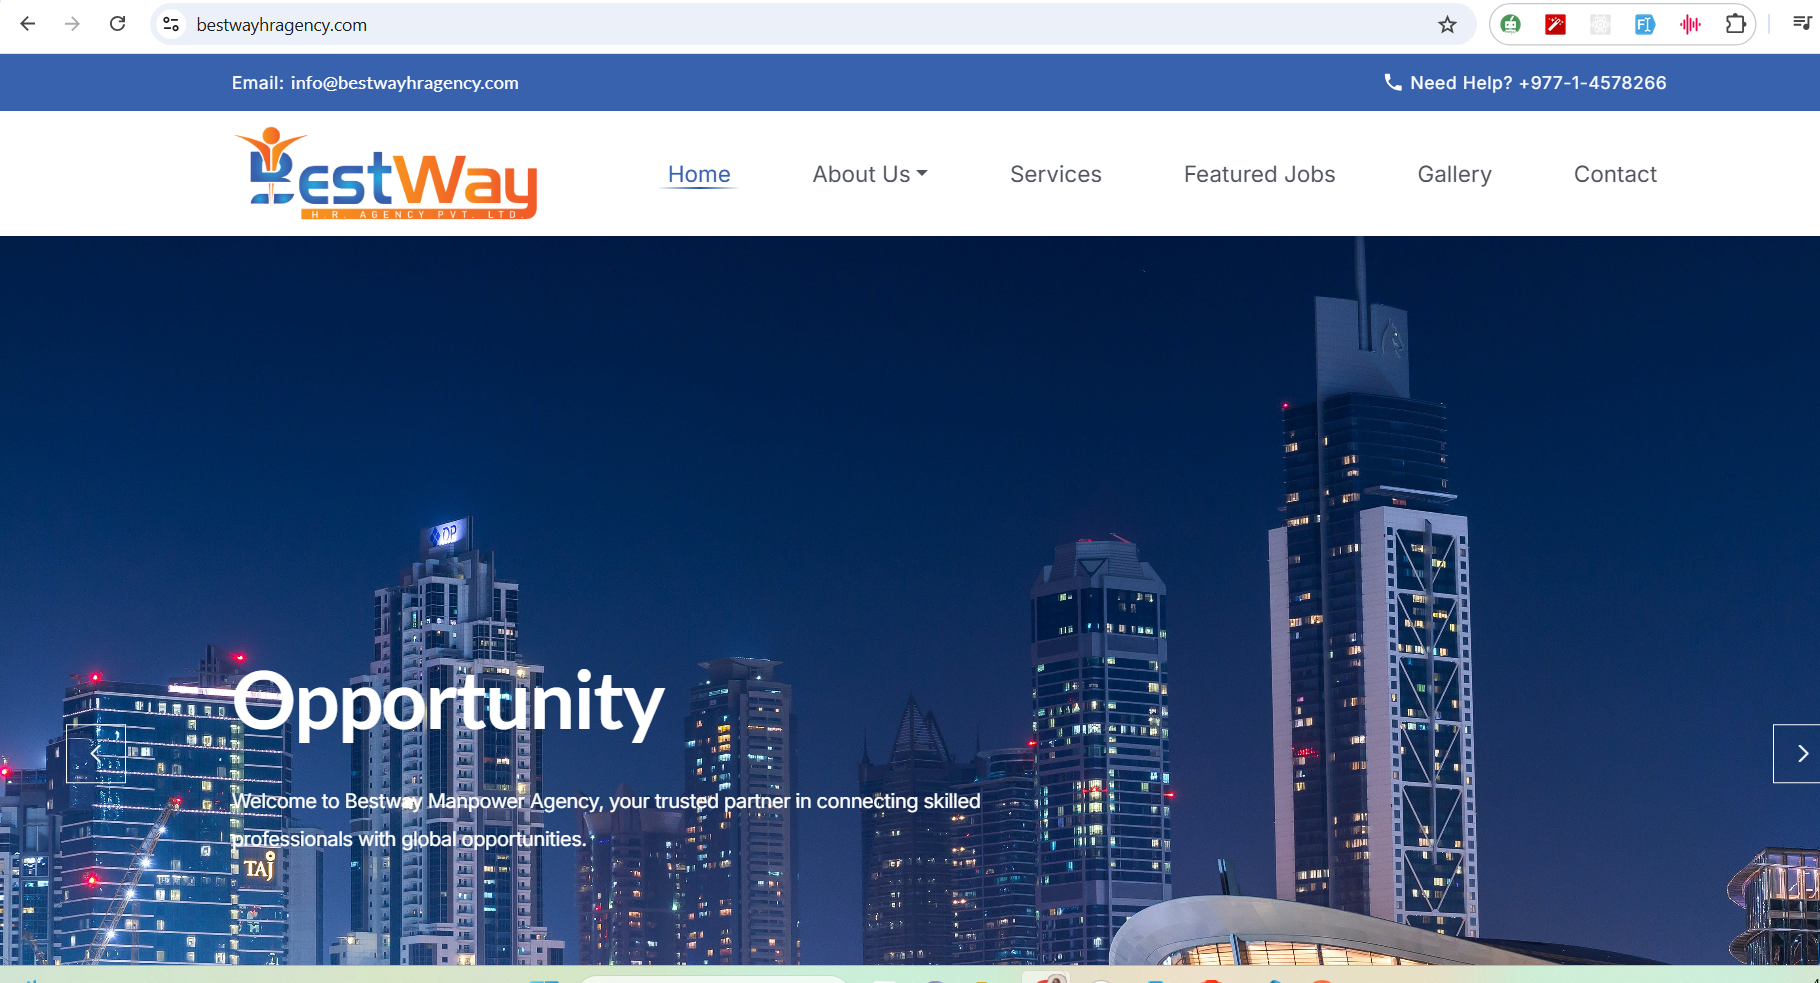 bestwayhragency.com
Email: info@bestwayhragency.com
Need Help? +977-1-4578266
BestWay
H.R. AGENCY PVT. LTD.
Home
About Us
Services
Featured Jobs
Gallery
Contact
DP
Opportunity
Welcome to Bestway Manpower Agency, your trusted partner in connecting skilled
professionals with global opportunities.
TAJ